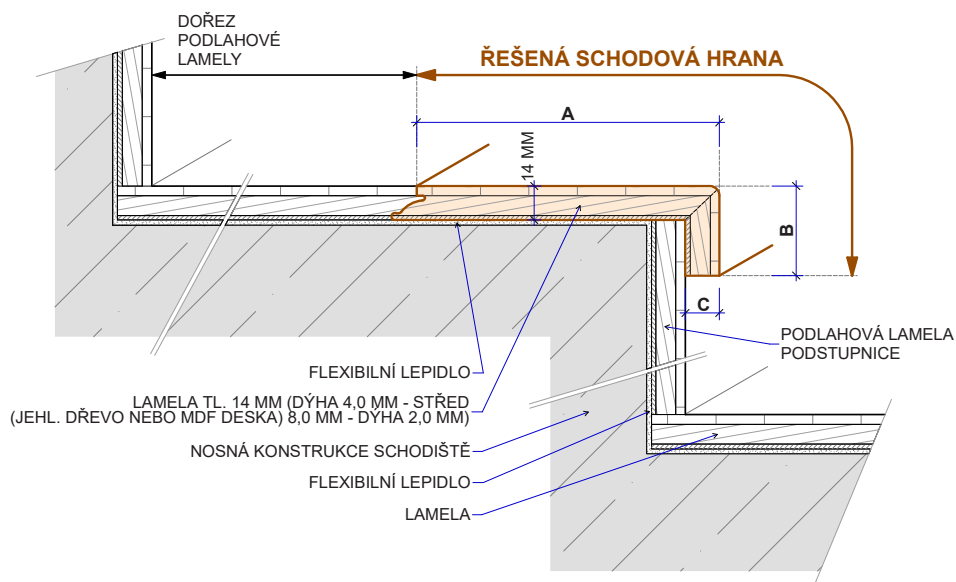 DOŘEZ
PODLAHOVÉ
LAMELY
ŘEŠENÁ SCHODOVÁ HRANA
A
14 MM
B
C
PODLAHOVÁ LAMELA
PODSTUPNICE
FLEXIBILNÍ LEPIDLO
LAMELA TL. 14 MM (DÝHA 4,0 MM - STŘED
(JEHL. DŘEVO NEBO MDF DESKA) 8,0 MM - DÝHA 2,0 MM)
NOSNÁ KONSTRUKCE SCHODIŠTĚ
FLEXIBILNÍ LEPIDLO
LAMELA